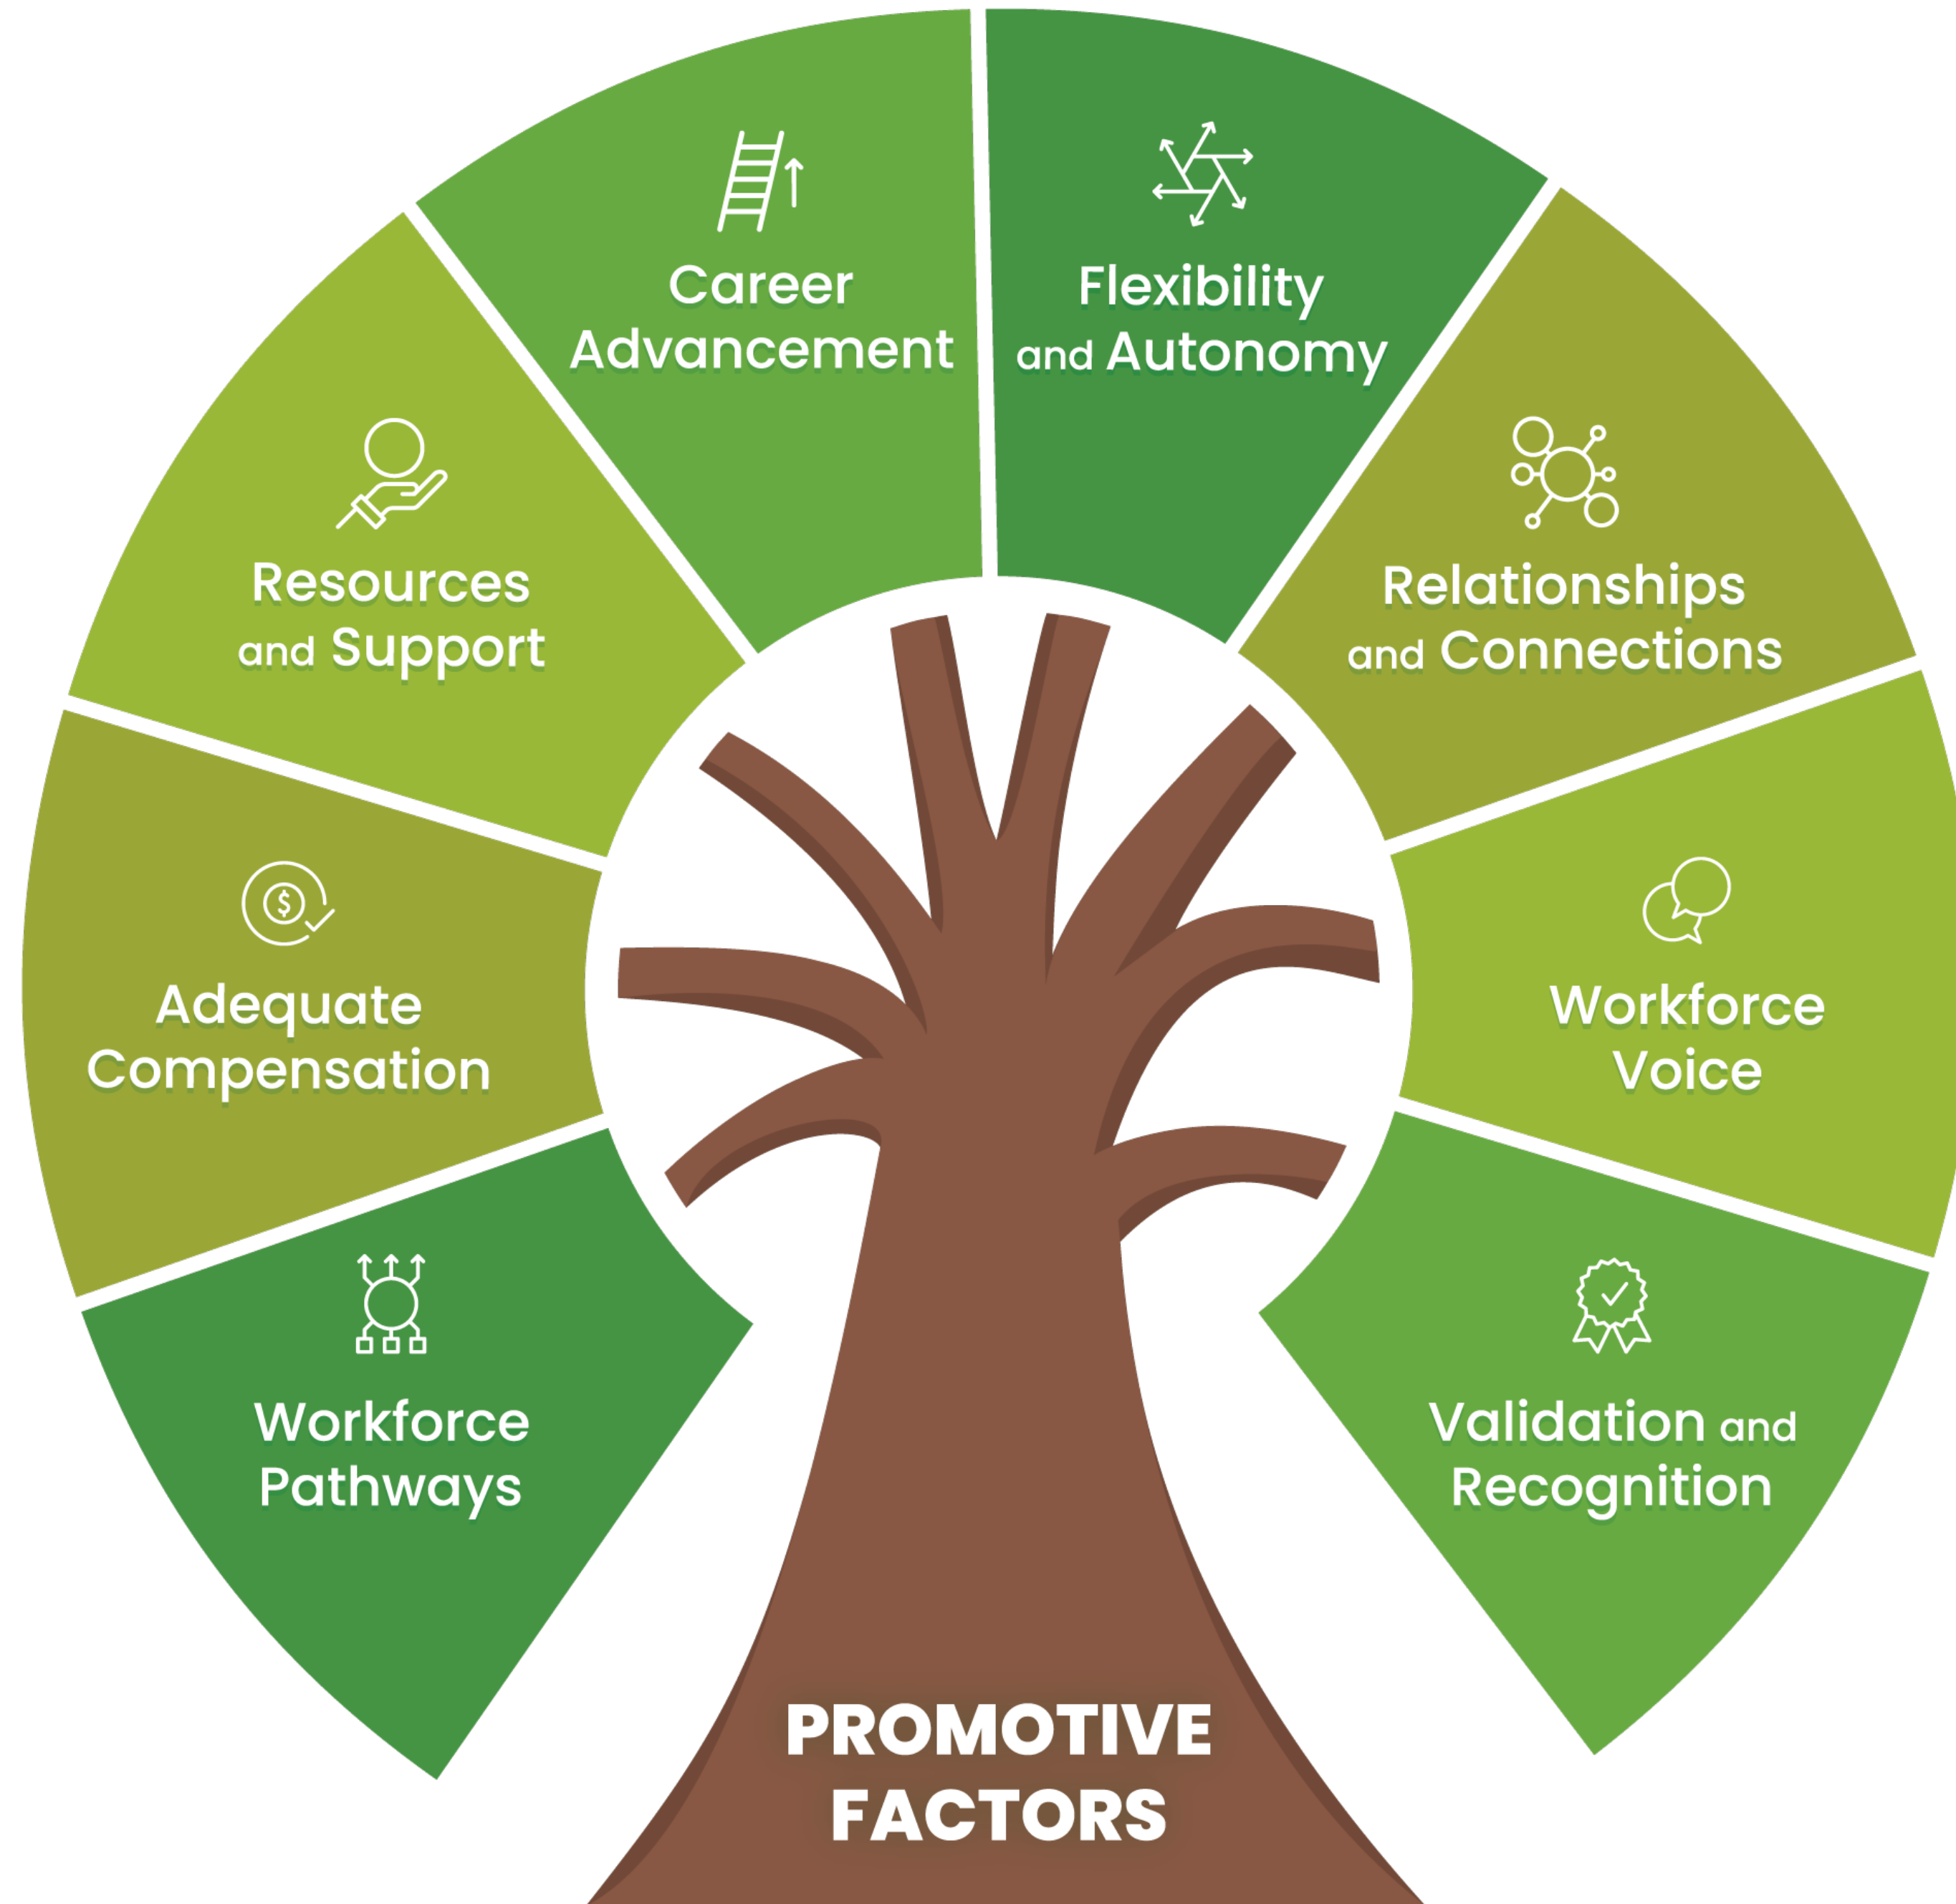 Career
Advancement
Flexibility
and Autonomy
Resources
and Support
Relationships
and Connections
Adequate
Compensation
Workforce
Voice
Workforce
Pathways
Validation and
Recognition
PROMOTIVE
FACTORS